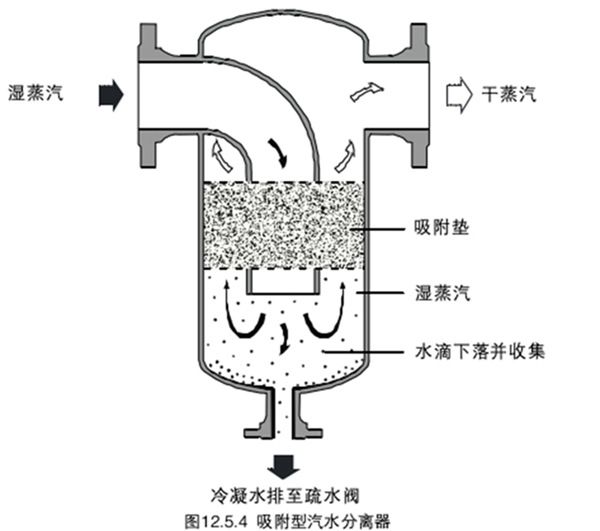 湿蒸汽
干蒸汽
吸附垫
湿蒸汽
水滴下落并收集
冷凝水排至疏水阀
图12.5.4 吸附型汽水分离器